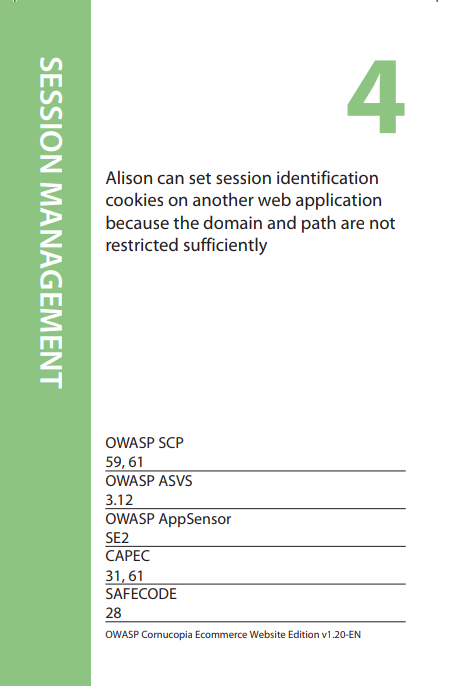 SESSION MANAGEMENT
4
Alison can set session identification
cookies on another web application
because the domain and path are not
restricted sufficiently
OWASP SCP
59, 61
OWASP ASVS
3.12
OWASP AppSensor
SE2
CAPEC
31, 61
SAFECODE
28
OWASP Cornucopia Ecommerce Website Edition v1.20-EN